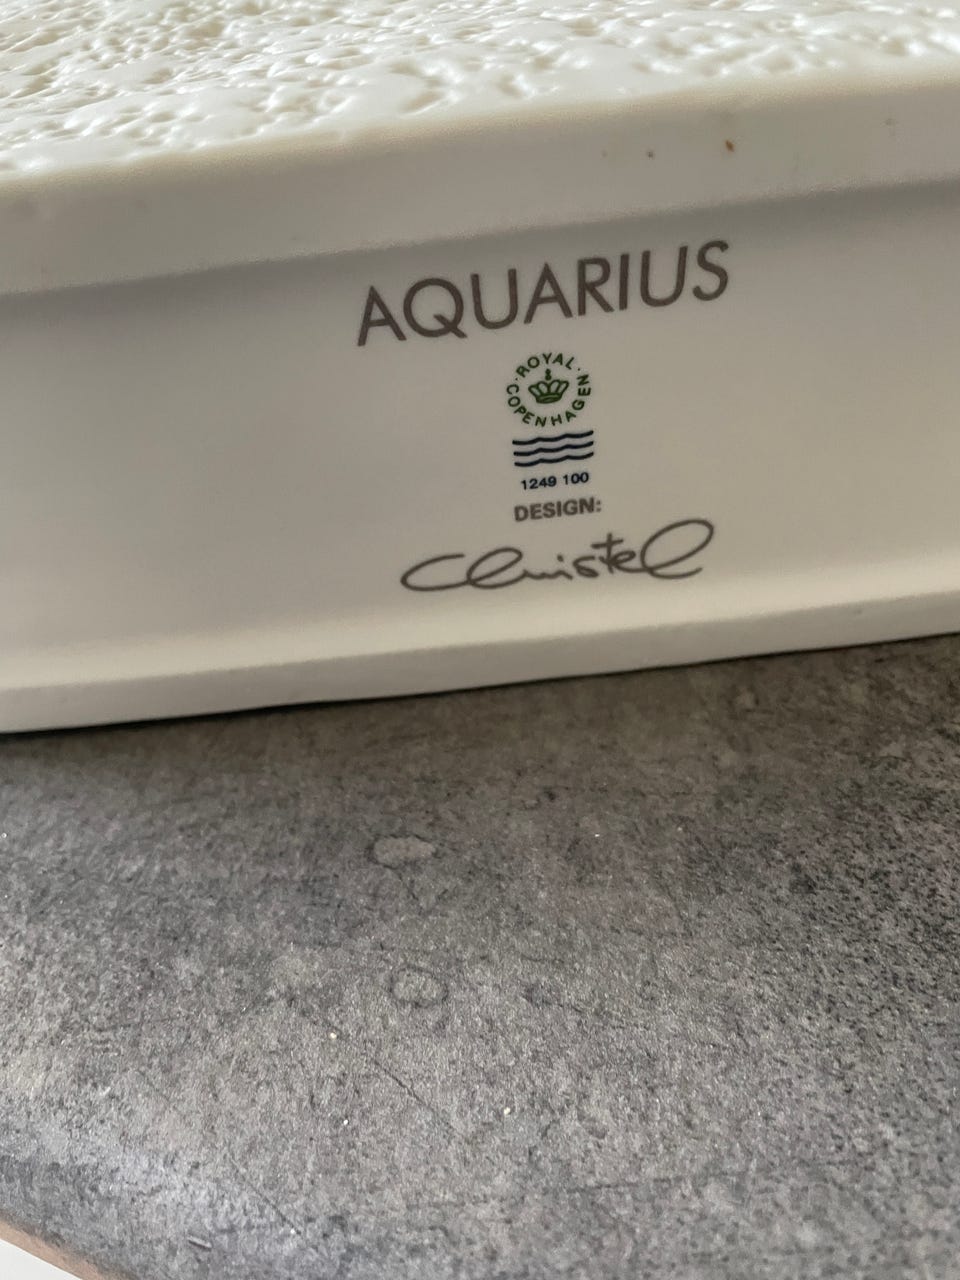 AQUARIUS
ROYAL
COPENHAGEN
1249 100
DESIGN:
Christel